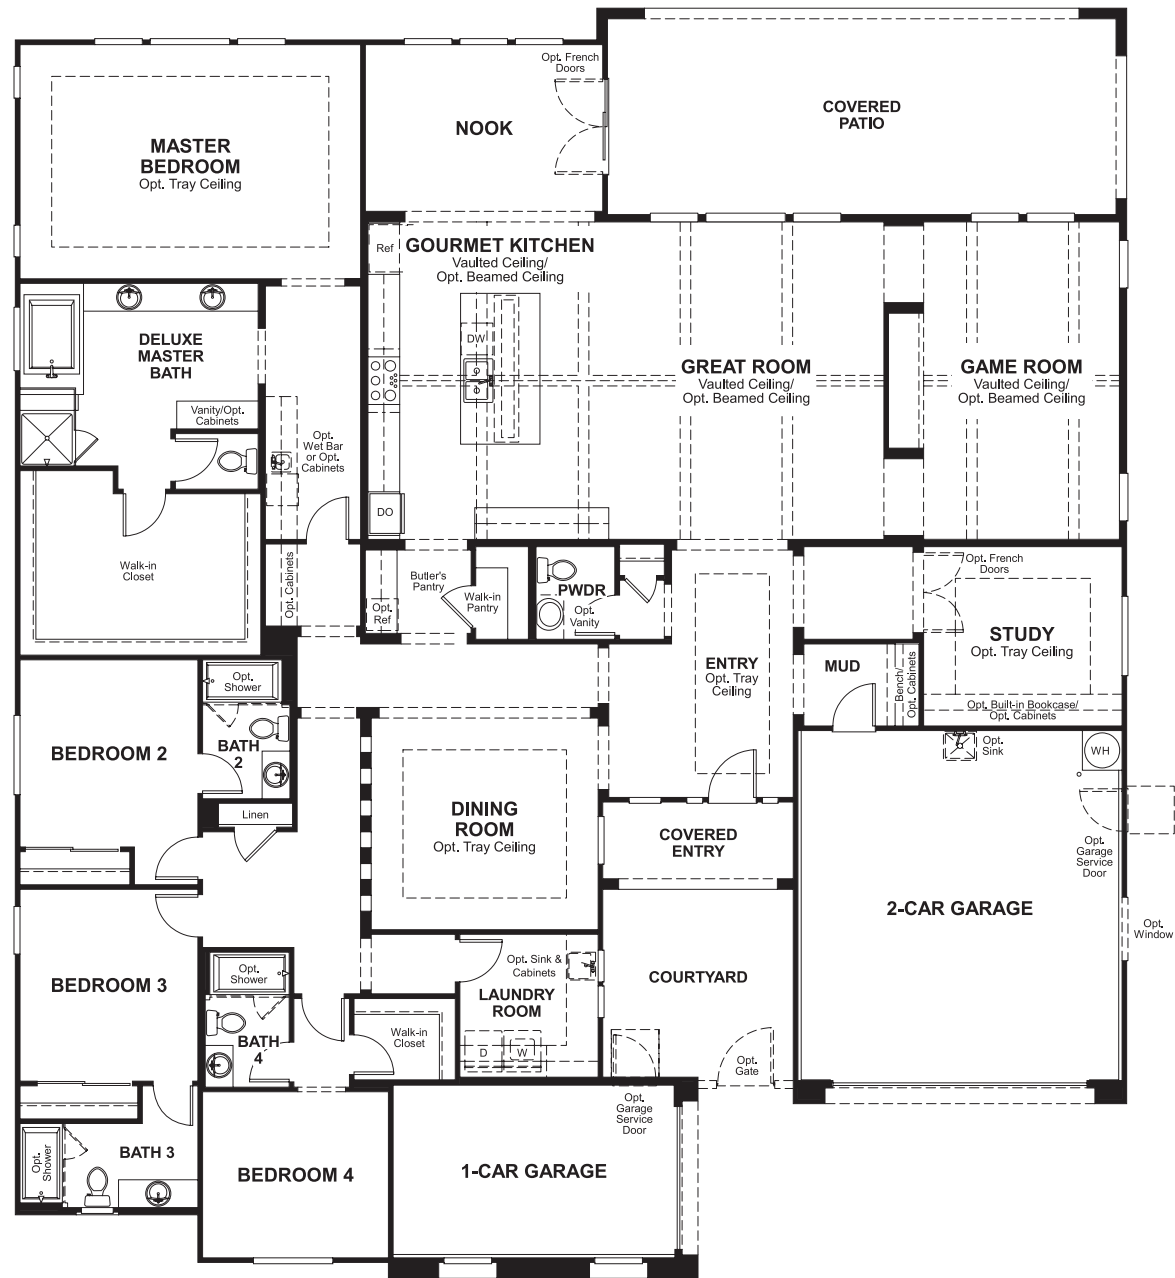 MASTER
BEDROOM
Opt. Tray Ceiling
NOOK
Opt. French
Doors
COVERED
PATIO
Ref
GOURMET KITCHEN
Vaulted Ceiling/
Opt. Beamed Ceiling
DW
DO
GREAT ROOM
Vaulted Ceiling/
Opt. Beamed Ceiling
GAME ROOM
Vaulted Ceiling/
Opt. Beamed Ceiling
DELUXE
MASTER
BATH
Vanity/Opt.
Cabinets
Opt.
Wet Bar
or Opt.
Cabinets
Walk-in
Closet
Opt. Cabinets
Butler's
Pantry
Opt.
Ref
Walk-in
Pantry
PWDR
Opt.
Vanity
ENTRY
Opt. Tray
Ceiling
MUD
Bench/
Opt. Cabinets
Opt. French
Doors
STUDY
Opt. Tray Ceiling
Opt. Built-in Bookcase/
Opt. Cabinets
Opt.
Shower
BATH
2
BEDROOM 2
Linen
DINING
ROOM
Opt. Tray Ceiling
COVERED
ENTRY
Opt.
Sink
WH
Opt.
Garage
Service
Door
2-CAR GARAGE
Opt.
Window
BEDROOM 3
Opt.
Shower
BATH
4
Opt. Sink &
Cabinets
LAUNDRY
ROOM
D
W
Walk-in
Closet
COURTYARD
Opt.
Gate
Opt.
Garage
Service
Door
Opt.
Shower
BATH 3
BEDROOM 4
1-CAR GARAGE